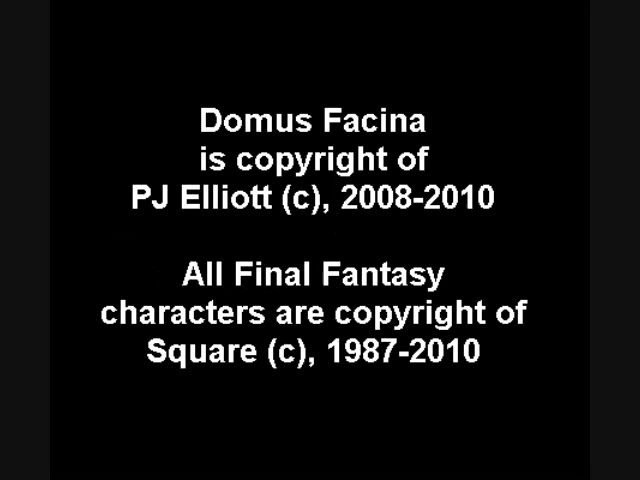 Domus Facina
is copyright of
PJ Elliott (c), 2008-2010
All Final Fantasy
characters are copyright of
Square (c), 1987-2010